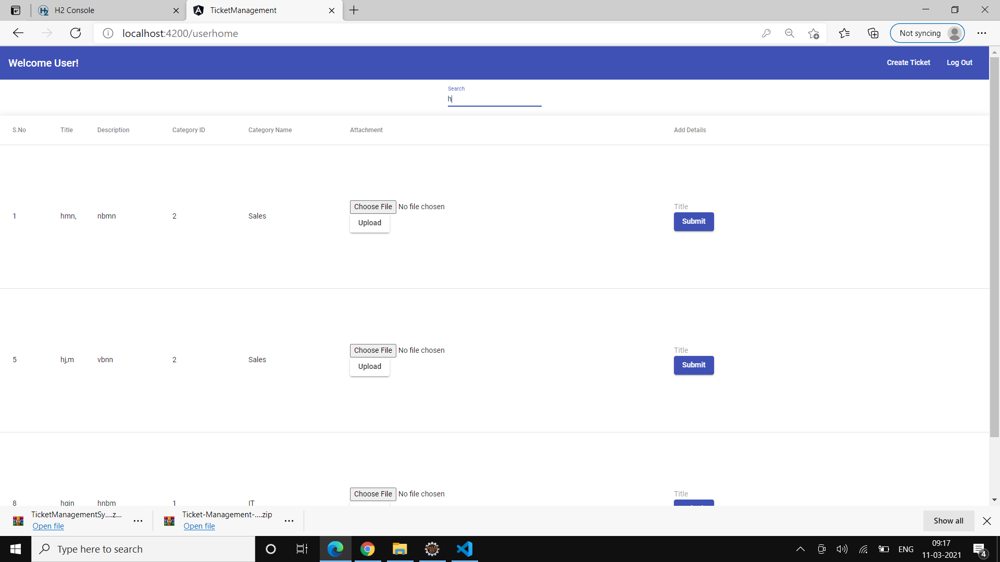 H2 Console
TicketManagement
localhost:4200/userhome
Not syncing
Welcome User!
Create Ticket
Log Out
Search
h
S.No Title Description Category ID Category Name Attachment Add Details
1 hmn, nbmn 2 Sales Choose File No file chosen Title
Upload Submit
5 hj,m vbnn 2 Sales Choose File No file chosen Title
Upload Submit
Choose File No file chosen Title
8 hnbm 1 IT
TicketManagementSy....z...
Open file
Ticket-Management-....zip
Open file
Show all
Type here to search
ENG
09:17
11-03-2021
4